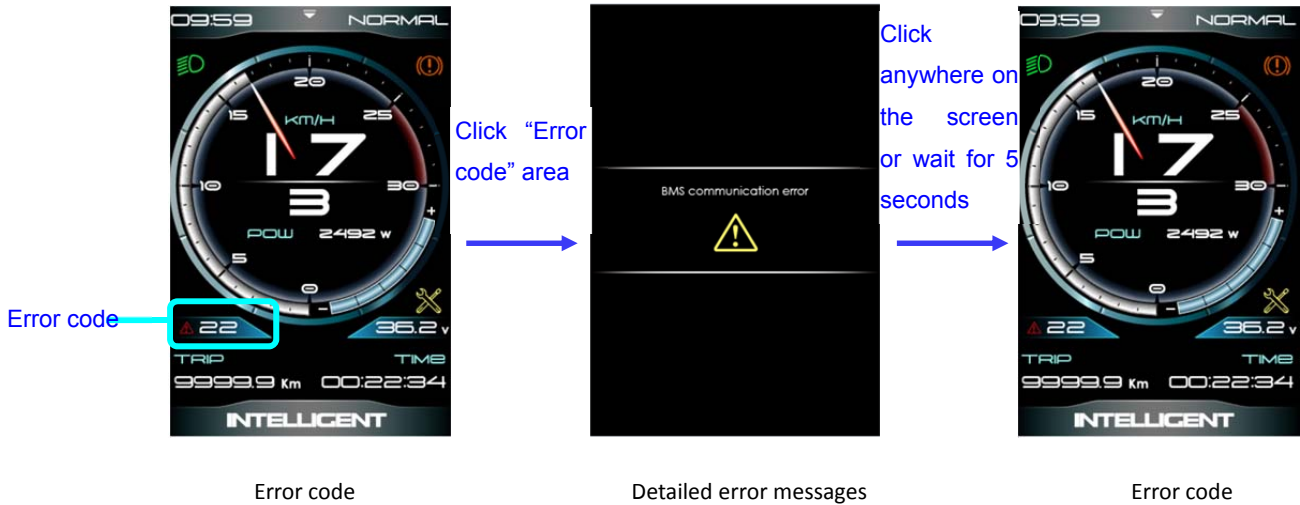 09:59 NORMAL
20
15 25
KM/H
17
10 30
3
+
POW 2492 w
5
0
-
22 36.2 v
TRIP TIME
9999.9 Km 00:22:34
INTELLIGENT
Error code
Error code
Click “Error
code” area
BMS communication error
Detailed error messages
Click
anywhere on
the screen
or wait for 5
seconds
09:59 NORMAL
20
15 25
KM/H
17
10 30
3
+
POW 2492 w
5
0
-
22 36.2 v
TRIP TIME
9999.9 Km 00:22:34
INTELLIGENT
Error code